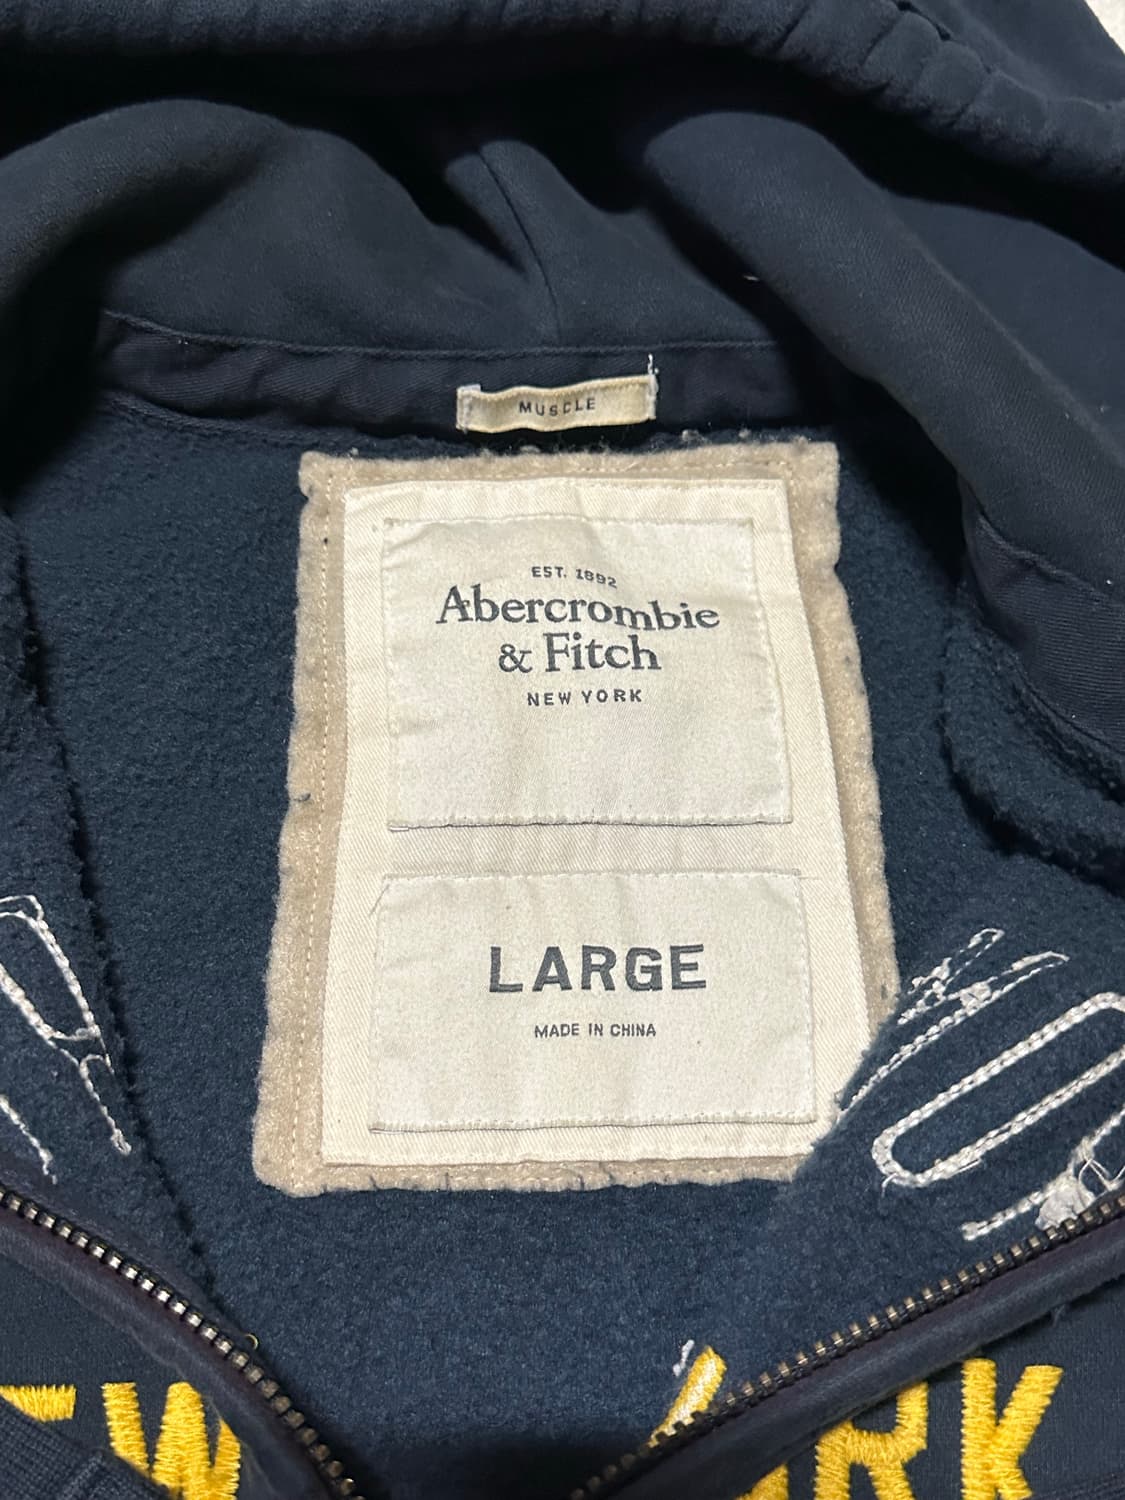 MUSCLE
EST. 1892
Abercrombie
& Fitch
NEW YORK
LARGE
MADE IN CHINA